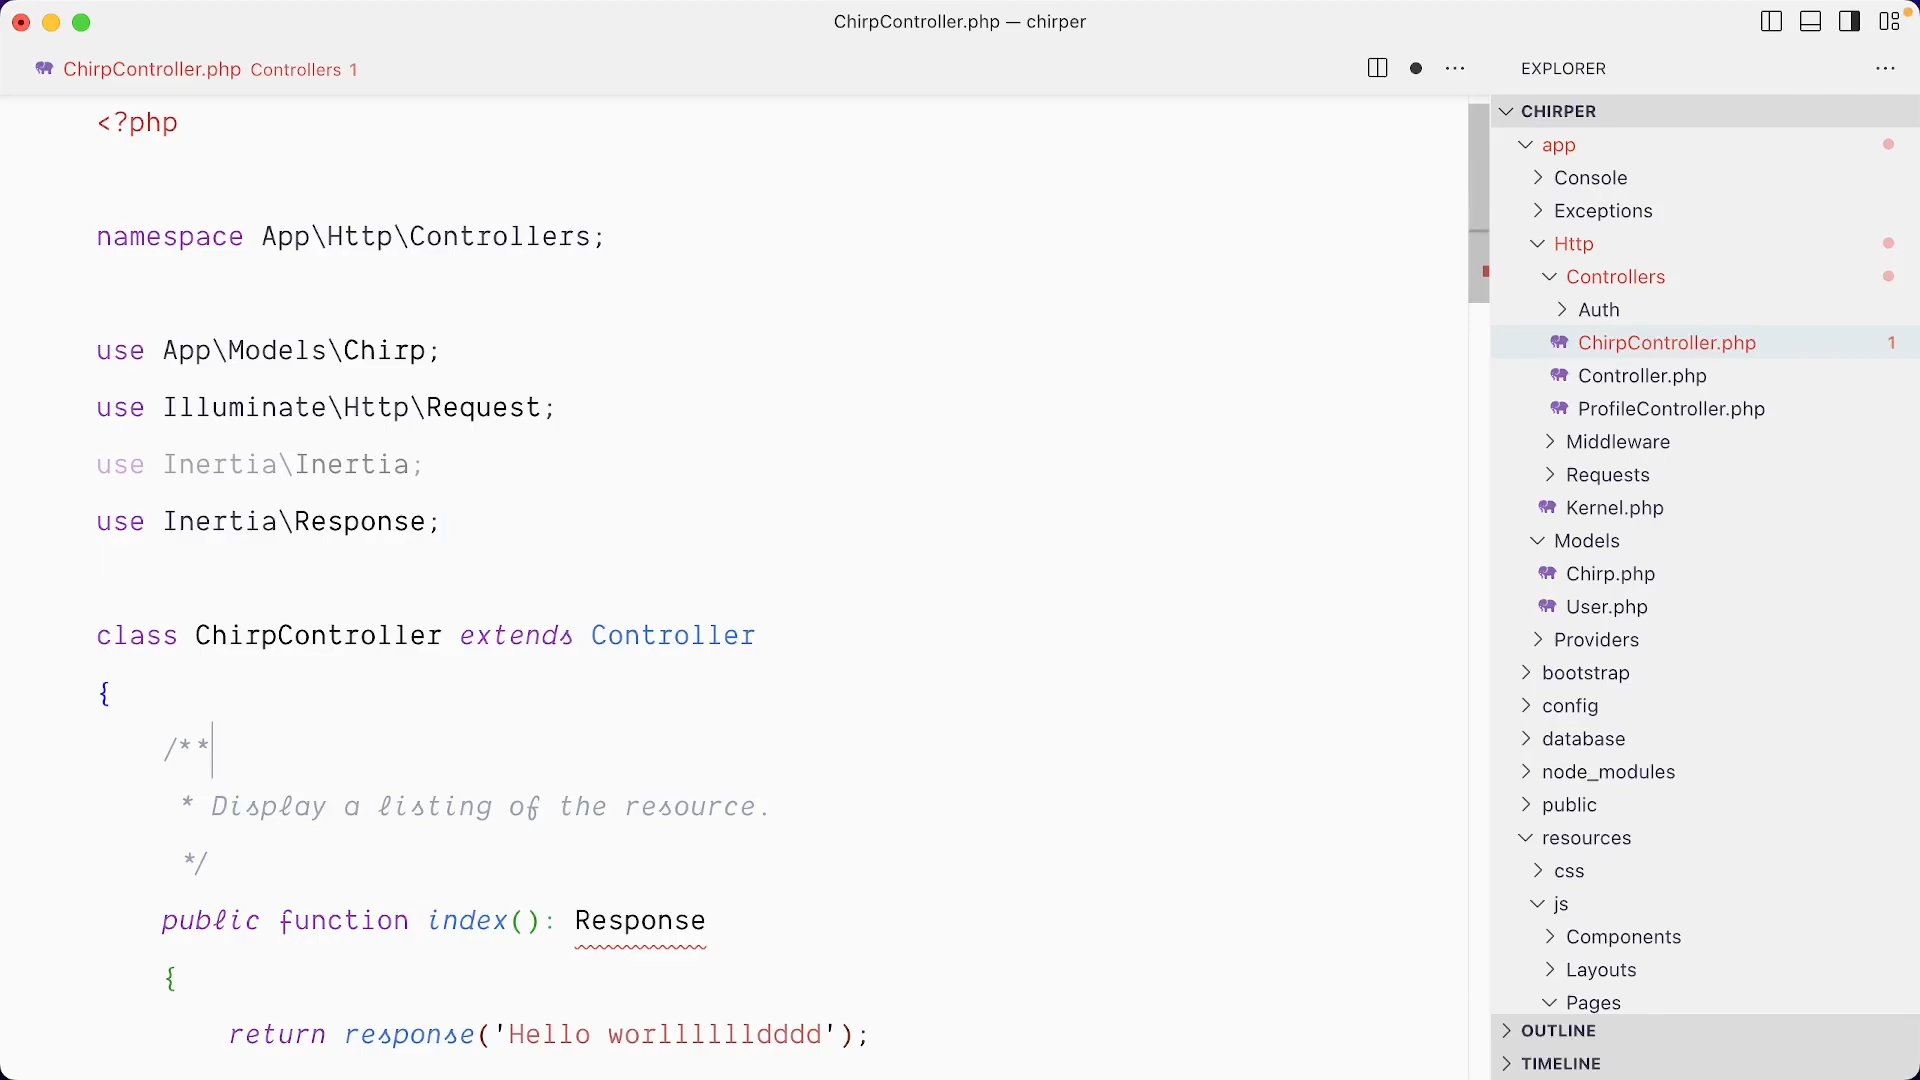 ChirpController.php — chirper
ChirpController.php Controllers 1
<?php
namespace App\Http\Controllers;
use App\Models\Chirp;
use Illuminate\Http\Request;
use Inertia\Inertia;
use Inertia\Response;
class ChirpController extends Controller
{
/**
* Display a listing of the resource.
*/
public function index(): Response
{
return response('Hello worlllllldddd');
EXPLORER
CHIRPER
app
Console
Exceptions
Http
Controllers
Auth
ChirpController.php 1
Controller.php
ProfileController.php
Middleware
Requests
Kernel.php
Models
Chirp.php
User.php
Providers
bootstrap
config
database
node_modules
public
resources
css
js
Components
Layouts
Pages
OUTLINE
TIMELINE